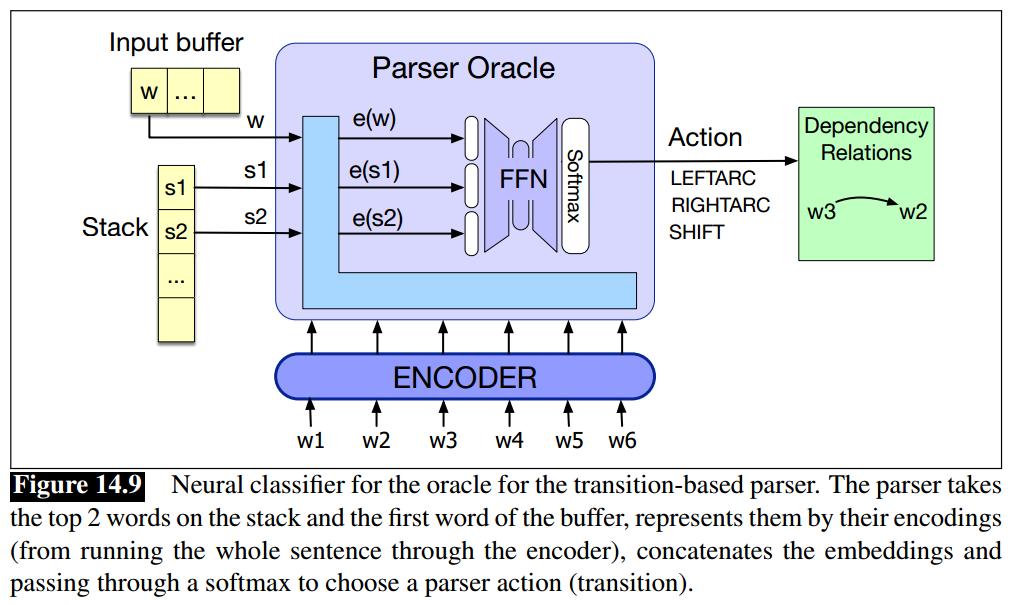 Input buffer
w ...
Parser Oracle
w
e(w)
s1
e(s1)
s2
e(s2)
Stack
s1
s2
...
FFN
Softmax
Action
LEFTARC
RIGHTARC
SHIFT
Dependency
Relations
w3 w2
ENCODER
w1 w2 w3 w4 w5 w6
Figure 14.9 Neural classifier for the oracle for the transition-based parser. The parser takes
the top 2 words on the stack and the first word of the buffer, represents them by their encodings
(from running the whole sentence through the encoder), concatenates the embeddings and
passing through a softmax to choose a parser action (transition).